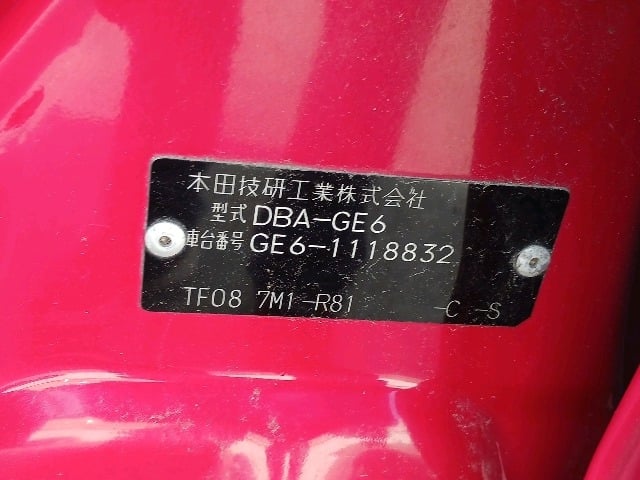 本田技研工業株式会社
型式 DBA-GE6
車台番号 GE6-1118832
TF08 7M1-R81 -C -S